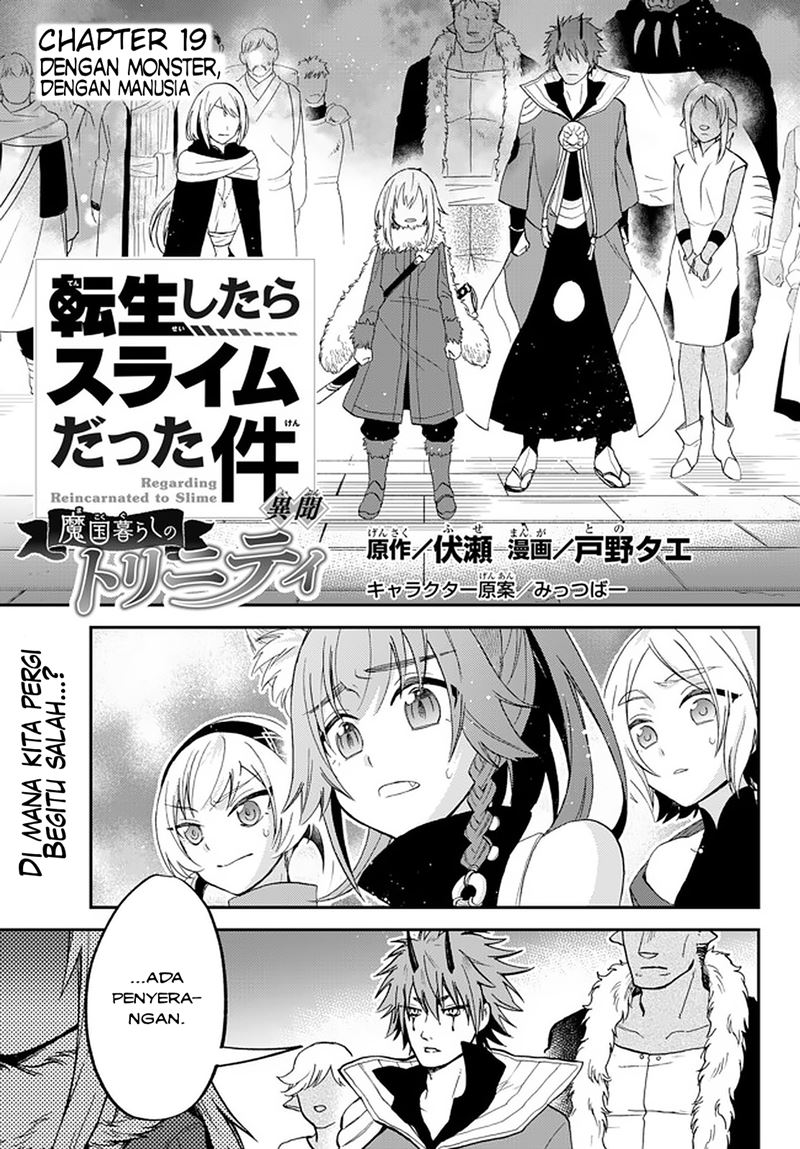 CHAPTER 19
DENGAN MONSTER,
DENGAN MANUSIA
転生したら
スライム
だった件
Regarding
Reincarnated to Slime
異聞
魔国暮らしの
トリニティ
原作／伏瀬 漫画／戸野タエ
キャラクター原案／みっつばー
DI MANA KITA PERGI
BEGITU SALAH...?
...ADA
PENYERA-
NGAN.